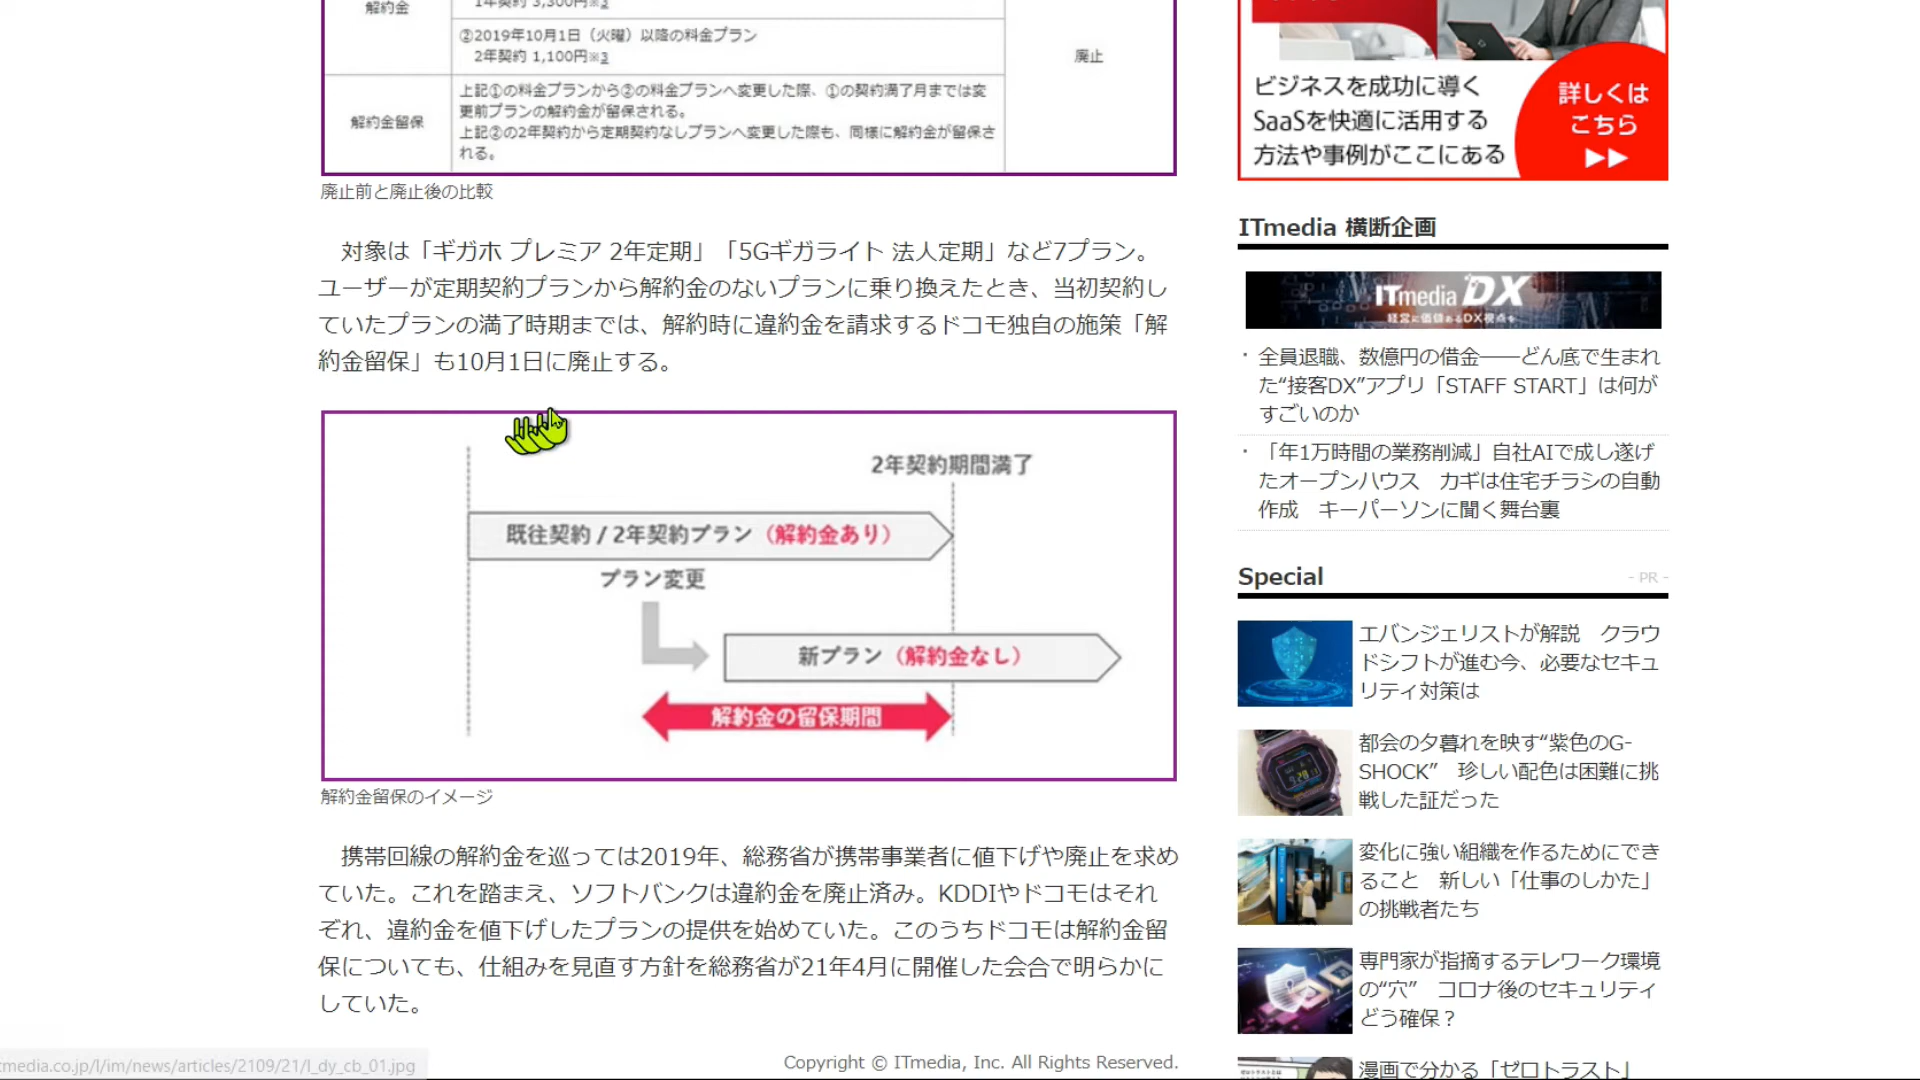 解約金
1年契約 3,300円※3
②2019年10月1日（火曜）以降の料金プラン
2年契約 1,100円※3
廃止
解約金留保
上記①の料金プランから②の料金プランへ変更した際、①の契約満了月までは変
更前プランの解約金が留保される。
上記②の2年契約から定期契約なしプランへ変更した際も、同様に解約金が留保さ
れる。
廃止前と廃止後の比較
対象は「ギガホ プレミア 2年定期」「5Gギガライト 法人定期」など7プラン。
ユーザーが定期契約プランから解約金のないプランに乗り換えたとき、当初契約し
ていたプランの満了時期までは、解約時に違約金を請求するドコモ独自の施策「解
約金留保」も10月1日に廃止する。
2年契約期間満了
既往契約 / 2年契約プラン（解約金あり）
プラン変更
新プラン（解約金なし）
解約金の留保期間
解約金留保のイメージ
携帯回線の解約金を巡っては2019年、総務省が携帯事業者に値下げや廃止を求め
ていた。これを踏まえ、ソフトバンクは違約金を廃止済み。KDDIやドコモはそれ
ぞれ、違約金を値下げしたプランの提供を始めていた。このうちドコモは解約金留
保についても、仕組みを見直す方針を総務省が21年4月に開催した会合で明らかに
していた。
Copyright © ITmedia, Inc. All Rights Reserved.
tmedia.co.jp/l/im/news/articles/2109/21/l_dy_cb_01.jpg
ビジネスを成功に導く
SaaSを快適に活用する
方法や事例がここにある
詳しくは
こちら
▶▶
ITmedia 横断企画
ITmedia DX
経営に価値あるDX視点を
・全員退職、数億円の借金――どん底で生まれ
た“接客DX”アプリ「STAFF START」は何が
すごいのか
・「年1万時間の業務削減」自社AIで成し遂げ
たオープンハウス　カギは住宅チラシの自動
作成　キーパーソンに聞く舞台裏
Special
- PR -
エバンジェリストが解説　クラウ
ドシフトが進む今、必要なセキュ
リティ対策は
都会の夕暮れを映す“紫色のG-
SHOCK”　珍しい配色は困難に挑
戦した証だった
変化に強い組織を作るためにでき
ること　新しい「仕事のしかた」
の挑戦者たち
専門家が指摘するテレワーク環境
の“穴”　コロナ後のセキュリティ
どう確保？
漫画で分かる「ゼロトラスト」